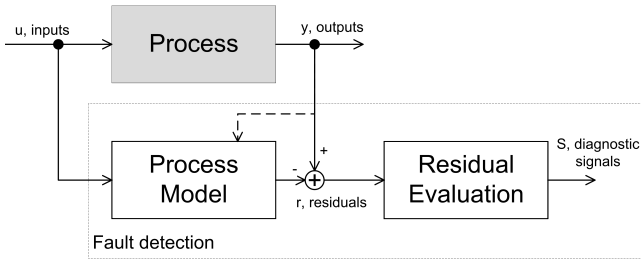 u, inputs
Process
y, outputs
Process
Model
-
+
r, residuals
Residual
Evaluation
S, diagnostic
signals
Fault detection